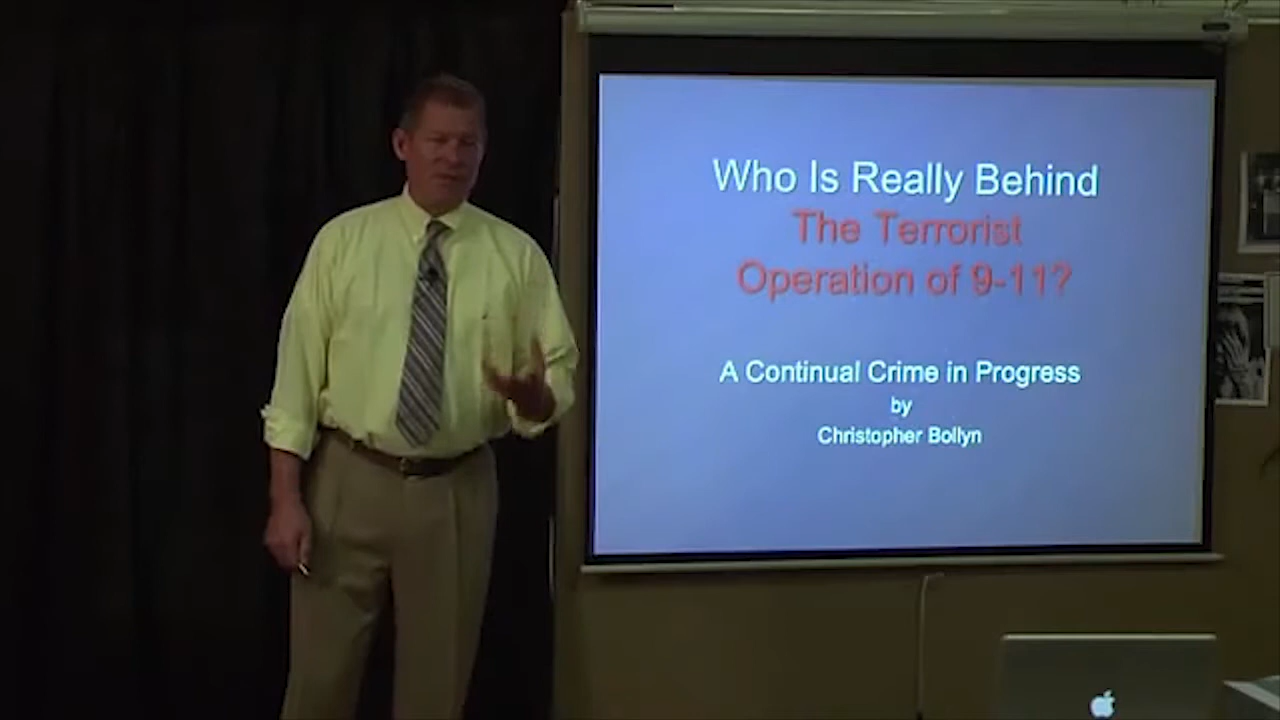 Who Is Really Behind
The Terrorist
Operation of 9-11?
A Continual Crime in Progress
by
Christopher Bollyn